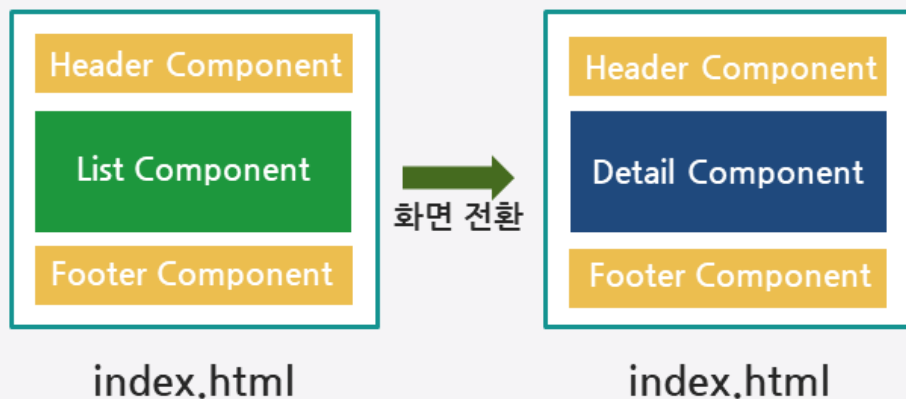 Header Component
List Component
Footer Component
index.html
화면 전환
Header Component
Detail Component
Footer Component
index.html